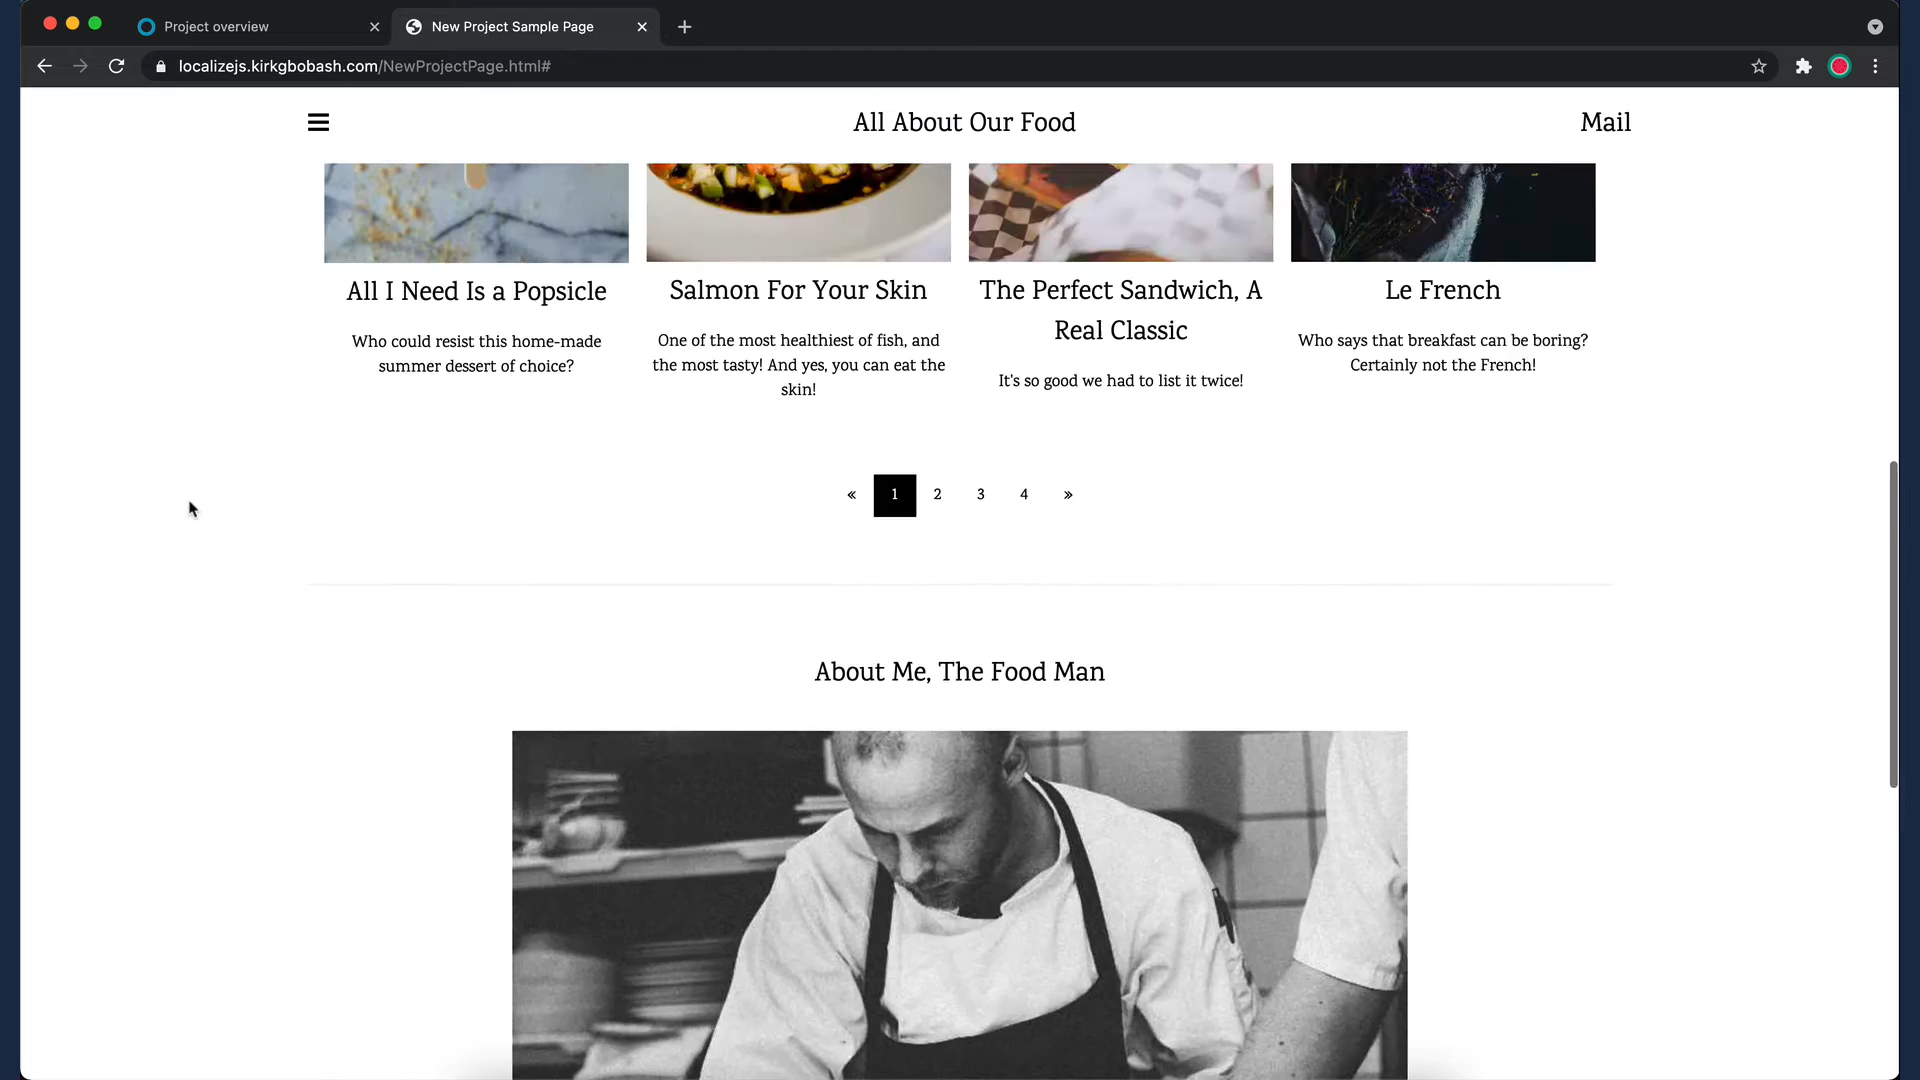 Project overview
New Project Sample Page
localizejs.kirkgbobash.com/NewProjectPage.html#
All About Our Food
Mail
All I Need Is a Popsicle
Who could resist this home-made
summer dessert of choice?
Salmon For Your Skin
One of the most healthiest of fish, and
the most tasty! And yes, you can eat the
skin!
The Perfect Sandwich, A
Real Classic
It's so good we had to list it twice!
Le French
Who says that breakfast can be boring?
Certainly not the French!
« 1 2 3 4 »
About Me, The Food Man